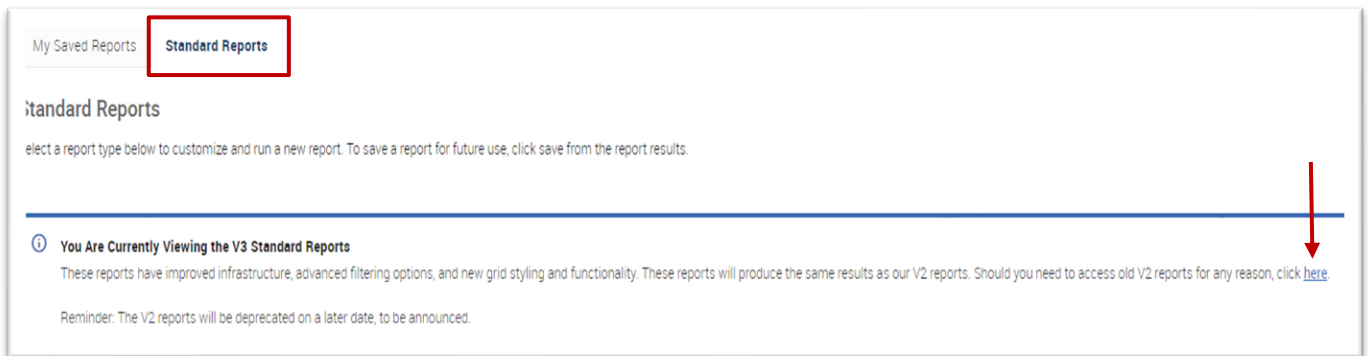 My Saved Reports Standard Reports
tandard Reports
elect a report type below to customize and run a new report. To save a report for future use, click save from the report results.
You Are Currently Viewing the V3 Standard Reports
These reports have improved infrastructure, advanced filtering options, and new grid styling and functionality. These reports will produce the same results as our V2 reports. Should you need to access old V2 reports for any reason, click here.
Reminder: The V2 reports will be deprecated on a later date, to be announced.